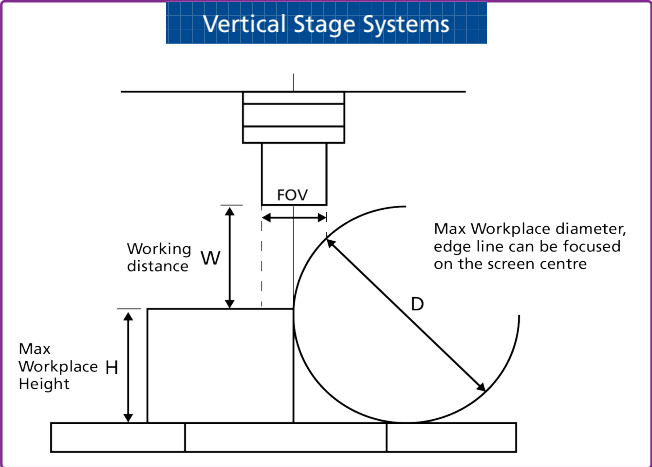 Vertical Stage Systems
FOV
Working
distance
W
Max Workplace diameter,
edge line can be focused
on the screen centre
D
Max
Workplace
Height
H